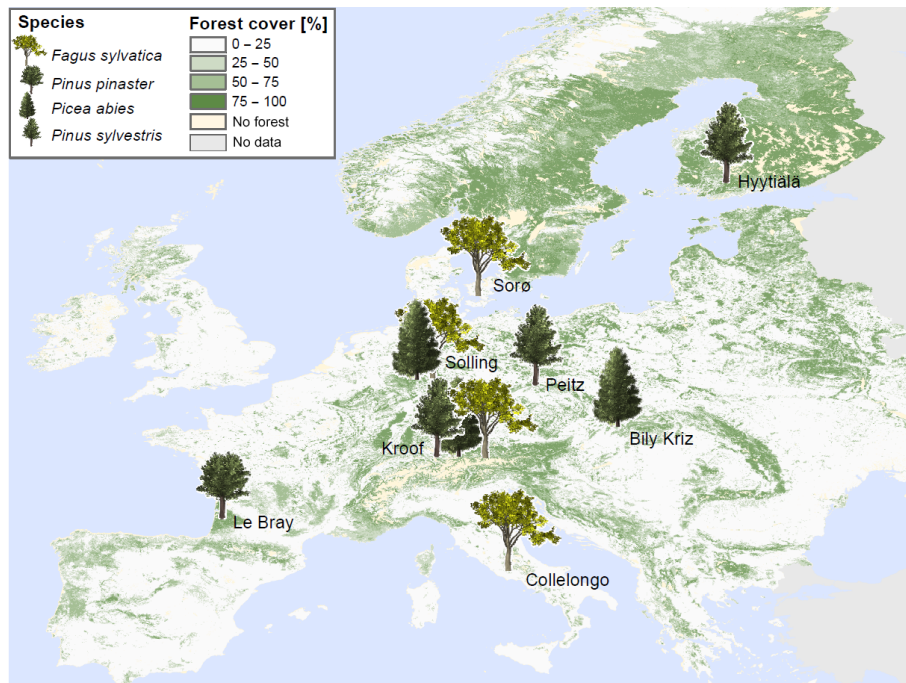 Species
Fagus sylvatica
Pinus pinaster
Picea abies
Pinus sylvestris
Forest cover [%]
0 – 25
25 – 50
50 – 75
75 – 100
No forest
No data
Hyytiälä
Sorø
Solling
Peitz
Bily Kriz
Kroof
Le Bray
Collelongo